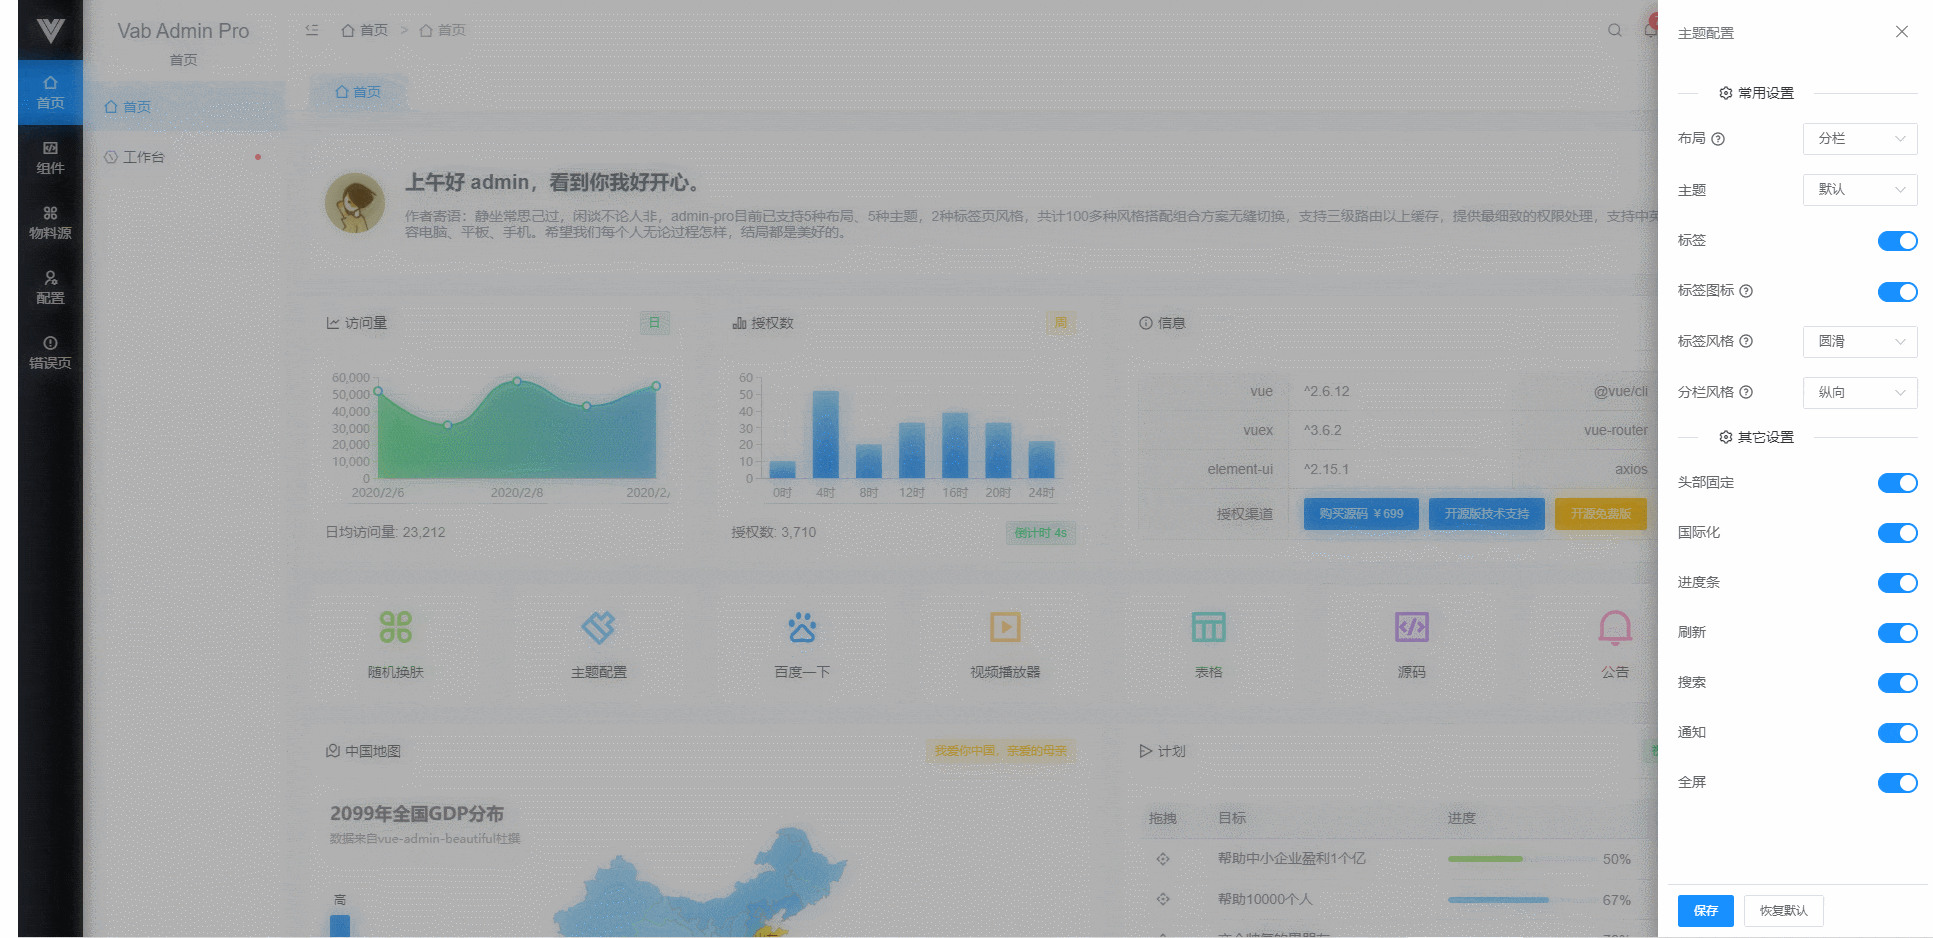 Vab Admin Pro
首页
首页 > 首页
首页
组件
物料源
配置
错误页
首页
工作台
首页
上午好 admin，看到你我好开心。
作者寄语：静坐常思己过，闲谈不论人非，admin-pro目前已支持5种布局、5种主题，2种标签页风格，共计100多种风格搭配组合方案无缝切换，支持三级路由以上缓存，提供最细致的权限处理，支持中英
容电脑、平板、手机。希望我们每个人无论过程怎样，结局都是美好的。
访问量
日
60,000
50,000
40,000
30,000
20,000
10,000
0
2020/2/6 2020/2/8 2020/2/
日均访问量: 23,212
授权数
周
60
50
40
30
20
10
0
0时 4时 8时 12时 16时 20时 24时
授权数: 3,710
倒计时 4s
信息
vue ^2.6.12 @vue/cli
vuex ^3.6.2 vue-router
element-ui ^2.15.1 axios
授权渠道 购买源码 ￥699 开源版技术支持 开源免费版
随机换肤 主题配置 百度一下 视频播放器 表格 源码 公告
中国地图
我爱你中国，亲爱的母亲
2099年全国GDP分布
数据来自vue-admin-beautiful杜撰
高
计划
拖拽 目标 进度
帮助中小企业盈利1个亿 50%
帮助10000个人 67%
主题配置
常用设置
布局 分栏
主题 默认
标签
标签图标
标签风格 圆滑
分栏风格 纵向
其它设置
头部固定
国际化
进度条
刷新
搜索
通知
全屏
保存 恢复默认